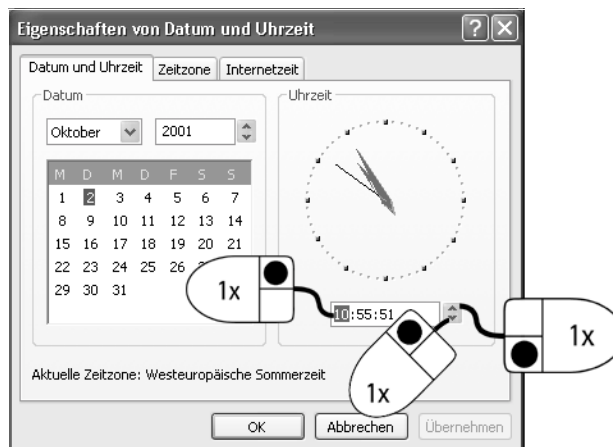 Eigenschaften von Datum und Uhrzeit
Datum und Uhrzeit Zeitzone Internetzeit
Datum
Uhrzeit
Oktober 2001
M D M D F S S
1 2 3 4 5 6 7
8 9 10 11 12 13 14
15 16 17 18 19 20 21
22 23 24 25 26
29 30 31
1x
10:55:51
1x
1x
Aktuelle Zeitzone: Westeuropäische Sommerzeit
OK Abbrechen Übernehmen